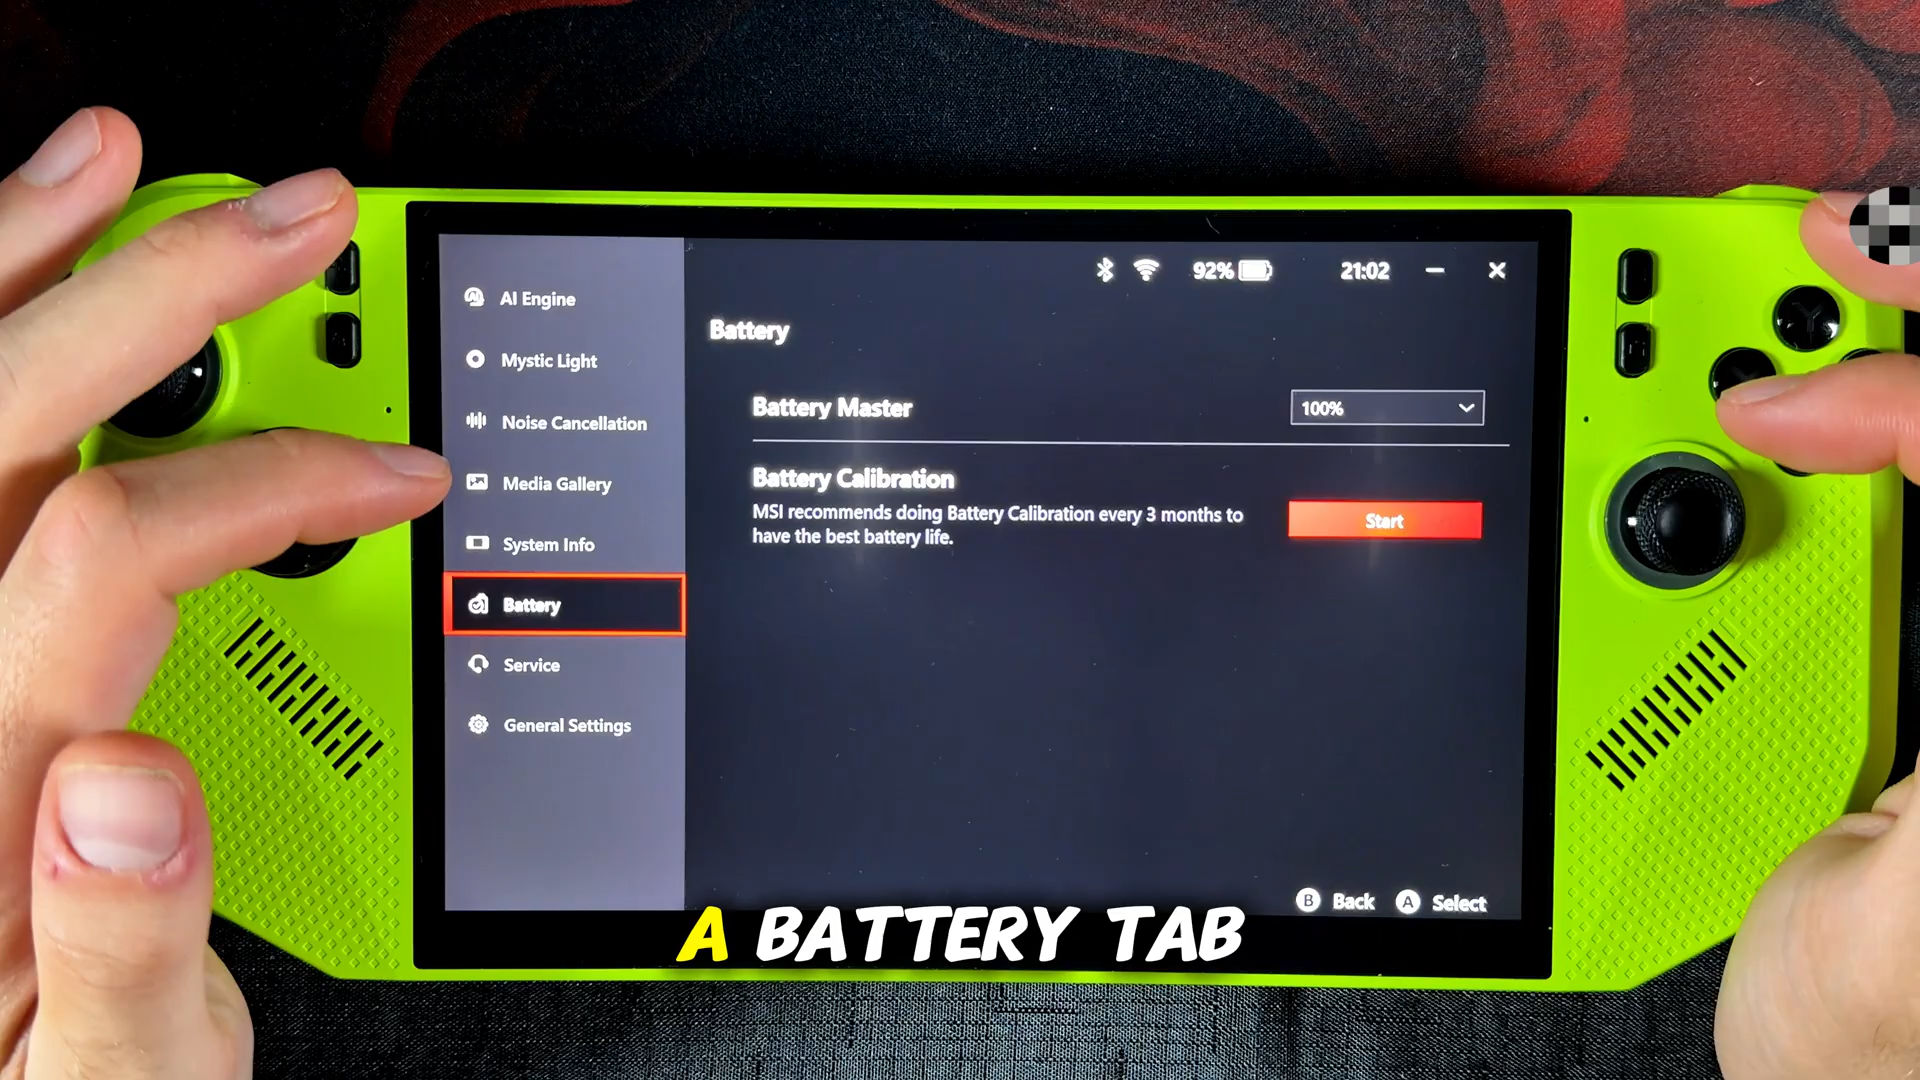 92%
21:02
AI Engine
Mystic Light
Noise Cancellation
Media Gallery
System Info
Battery
Service
General Settings
Battery
Battery Master
100%
Battery Calibration
MSI recommends doing Battery Calibration every 3 months to
have the best battery life.
Start
B Back A Select
Y
A BATTERY TAB